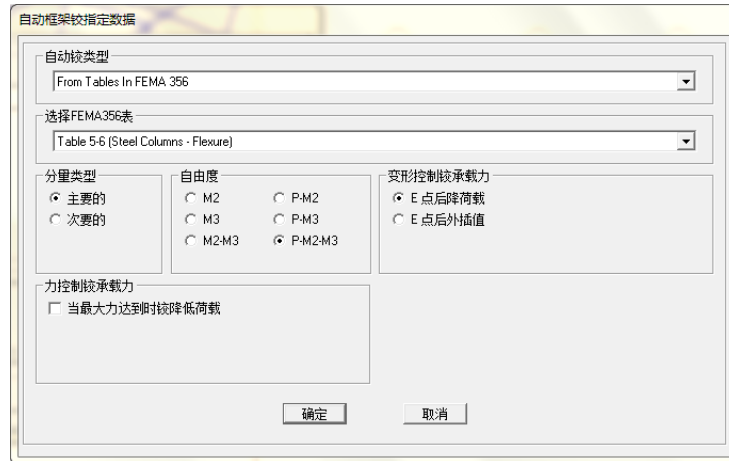 自动框架铰指定数据
自动铰类型
From Tables In FEMA 356
选择FEMA356表
Table 5-6 (Steel Columns - Flexure)
分量类型
主要的
次要的
自由度
M2 P-M2
M3 P-M3
M2-M3 P-M2-M3
变形控制铰承载力
E 点后降荷载
E 点后外插值
力控制铰承载力
当最大力达到时铰降低荷载
确定 取消